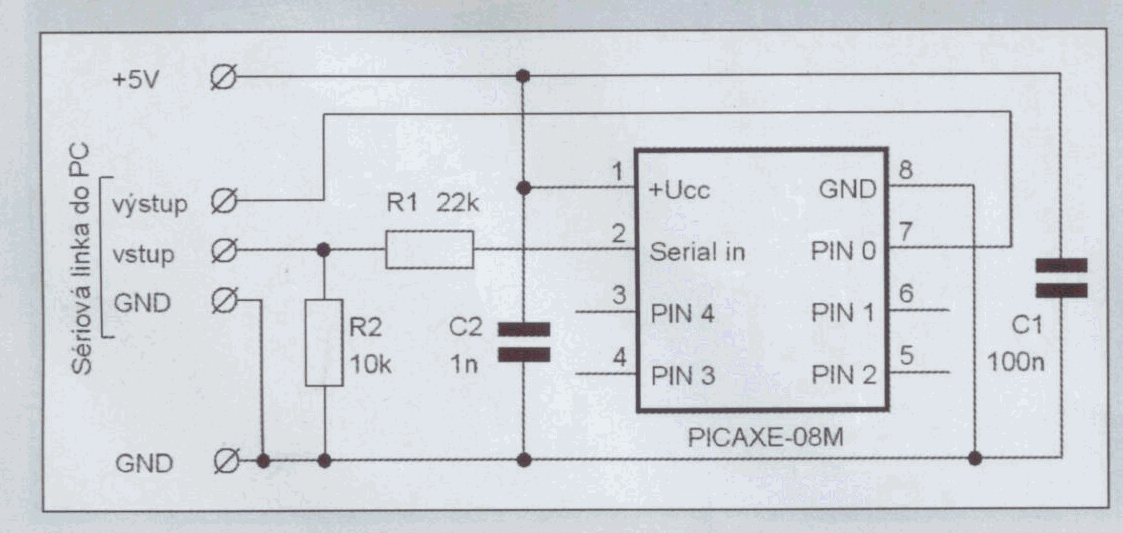 +5V
Sériová linka do PC
výstup
vstup
GND
GND
R1 22k
R2
10k
C2
1n
1
+Ucc
2
Serial in
3
PIN 4
4
PIN 3
GND
8
PIN 0
7
PIN 1
6
PIN 2
5
PICAXE-08M
C1
100n